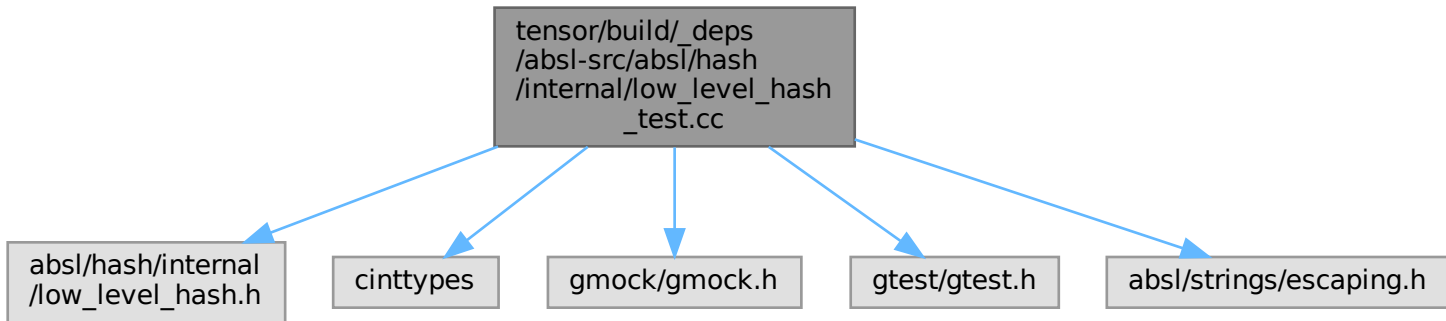 tensor/build/_deps
/absl-src/absl/hash
/internal/low_level_hash
_test.cc
absl/hash/internal
/low_level_hash.h
cinttypes
gmock/gmock.h
gtest/gtest.h
absl/strings/escaping.h